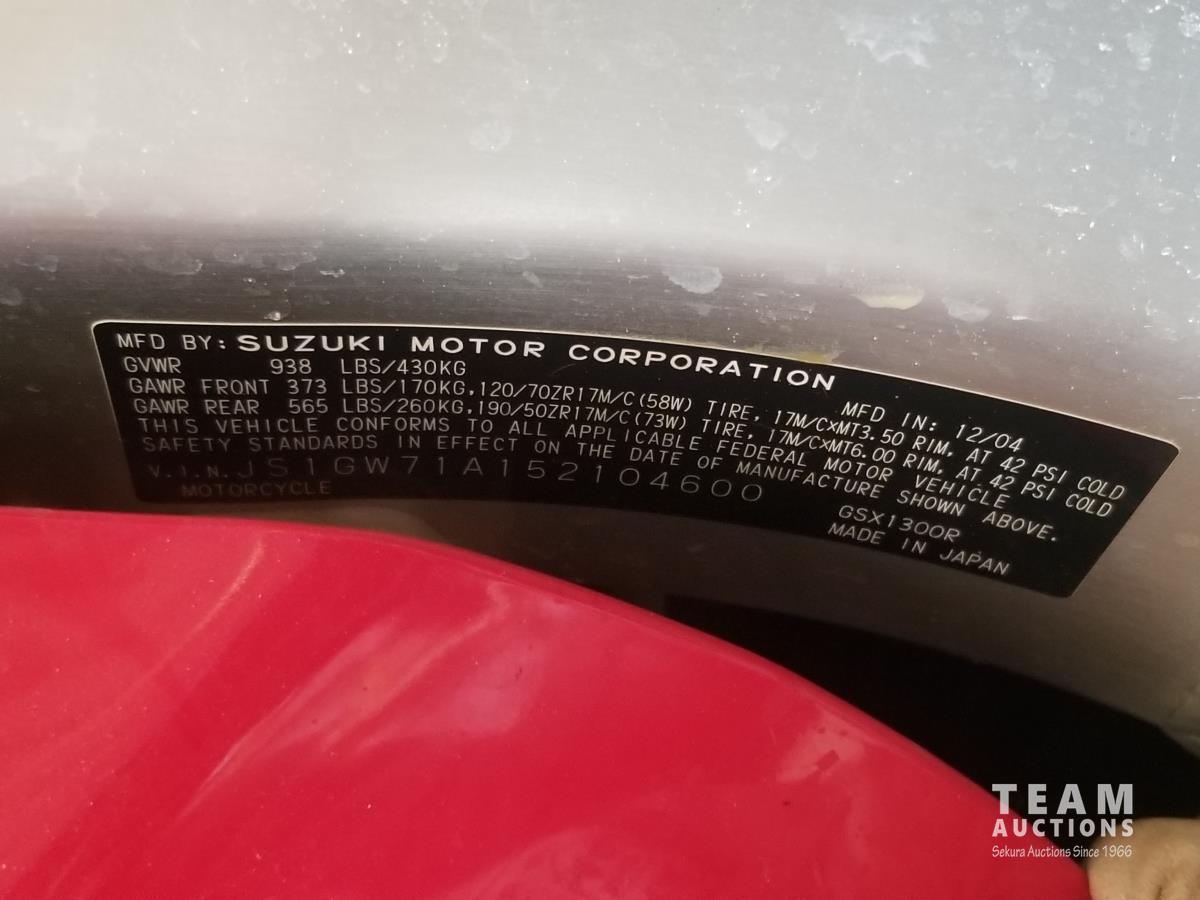 MFD BY: SUZUKI MOTOR CORPORATION
MFD IN: 12/04
GVWR 938 LBS/430KG
GAWR FRONT 373 LBS/170KG,120/70ZR17M/C(58W) TIRE, 17M/C×MT3.50 RIM, AT 42 PSI COLD
GAWR REAR 565 LBS/260KG,190/50ZR17M/C(73W) TIRE, 17M/C×MT6.00 RIM, AT 42 PSI COLD
THIS VEHICLE CONFORMS TO ALL APPLICABLE FEDERAL MOTOR VEHICLE
SAFETY STANDARDS IN EFFECT ON THE DATE OF MANUFACTURE SHOWN ABOVE.
V.I.N. JS1GW71A152104600
GSX1300R
MOTORCYCLE
MADE IN JAPAN
TEAM
AUCTIONS
Sekura Auctions Since 1966